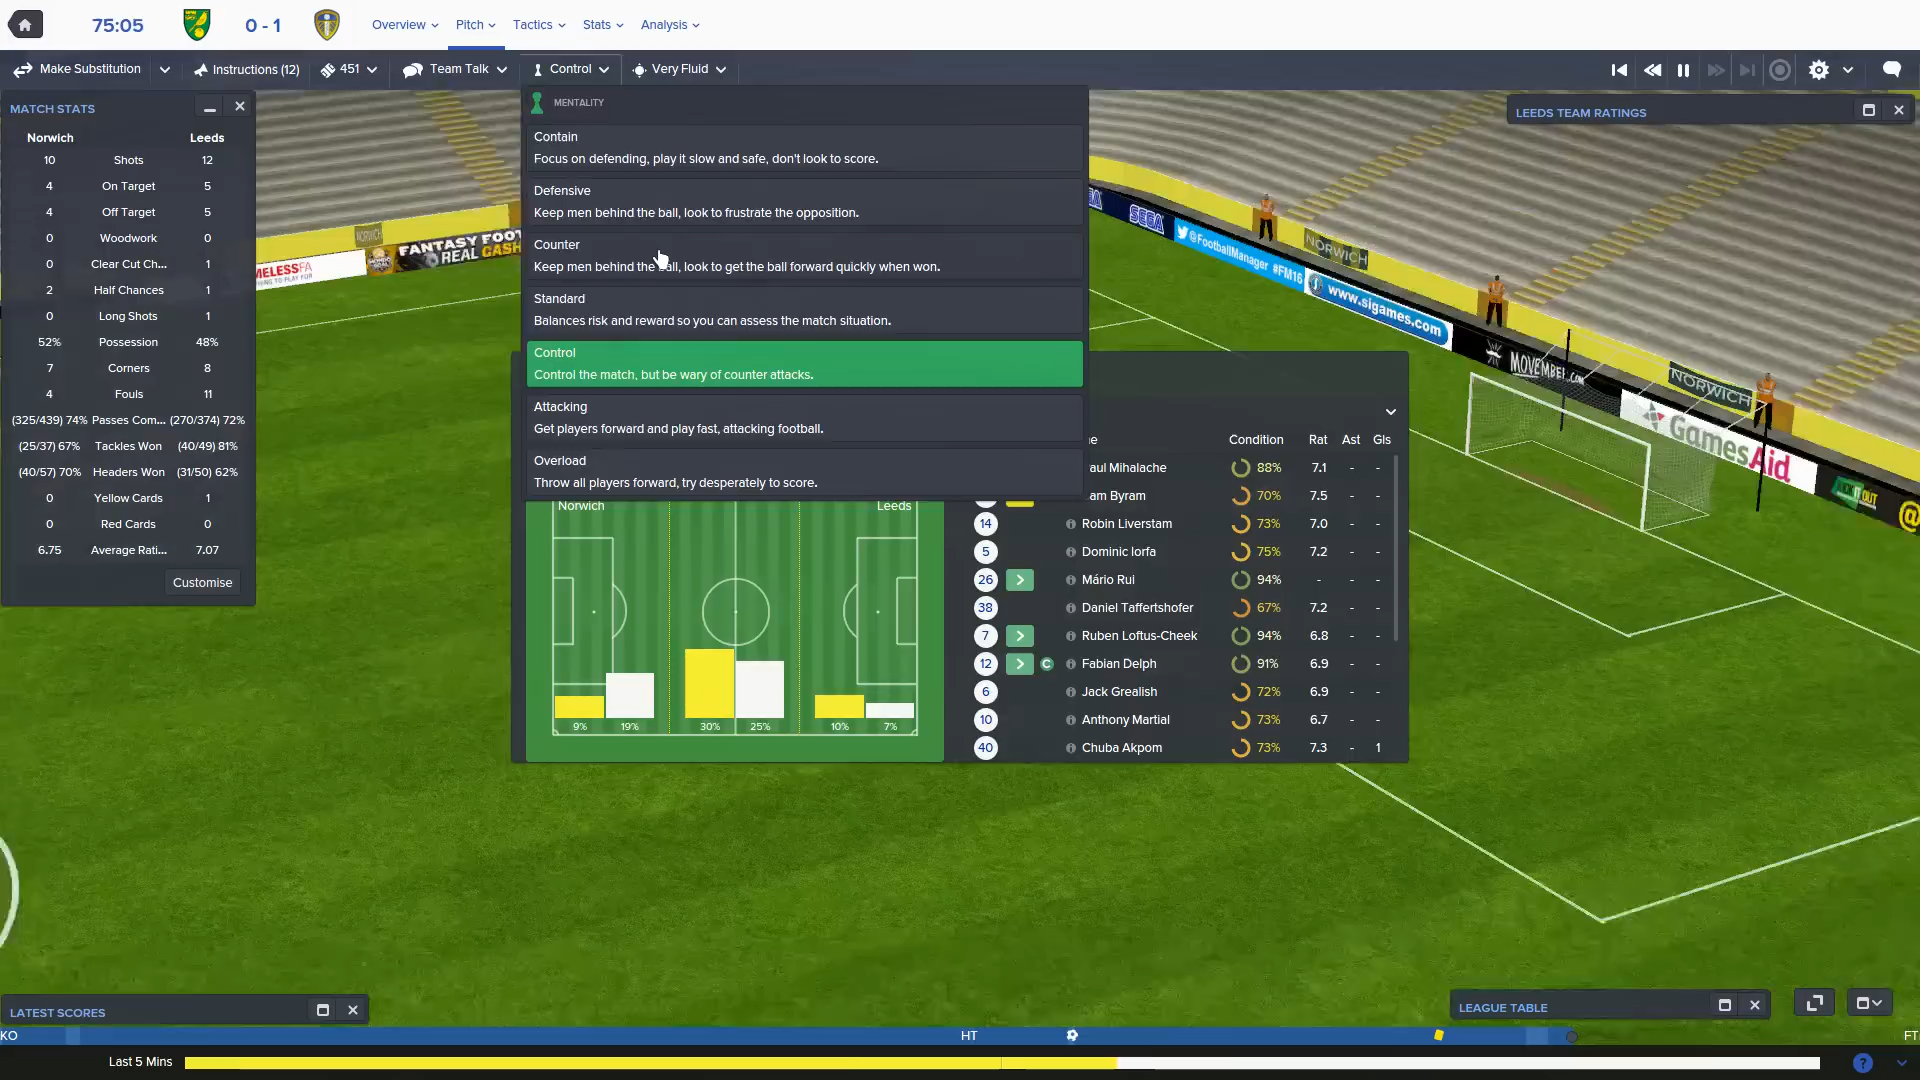 75:05
0 - 1
Overview
Pitch
Tactics
Stats
Analysis
Make Substitution
Instructions (12)
451
Team Talk
Control
Very Fluid
MATCH STATS
Norwich Leeds
10 Shots 12
4 On Target 5
4 Off Target 5
0 Woodwork 0
0 Clear Cut Ch... 1
2 Half Chances 1
0 Long Shots 1
52% Possession 48%
7 Corners 8
4 Fouls 11
(325/439) 74% Passes Com... (270/374) 72%
(25/37) 67% Tackles Won (40/49) 81%
(40/57) 70% Headers Won (31/50) 62%
0 Yellow Cards 1
0 Red Cards 0
6.75 Average Rati... 7.07
Customise
MENTALITY
Contain
Focus on defending, play it slow and safe, don't look to score.
Defensive
Keep men behind the ball, look to frustrate the opposition.
Counter
Keep men behind the ball, look to get the ball forward quickly when won.
Standard
Balances risk and reward so you can assess the match situation.
Control
Control the match, but be wary of counter attacks.
Attacking
Get players forward and play fast, attacking football.
Overload
Throw all players forward, try desperately to score.
Norwich Leeds
9% 19% 30% 25% 10% 7%
Condition Rat Ast Gls
aul Mihalache 88% 7.1 - -
am Byram 70% 7.5 - -
14 Robin Liverstam 73% 7.0 - -
5 Dominic Iorfa 75% 7.2 - -
26 Mário Rui 94% - - -
38 Daniel Taffertshofer 67% 7.2 - -
7 Ruben Loftus-Cheek 94% 6.8 - -
12 C Fabian Delph 91% 6.9 - -
6 Jack Grealish 72% 6.9 - -
10 Anthony Martial 73% 6.7 - -
40 Chuba Akpom 73% 7.3 - 1
LEEDS TEAM RATINGS
NORWICH
FANTASY FOOT
REAL CASH
MELESSFA
SEGA
@FootballManager #FM16
NORWICH
www.sigames.com
MOVEMBER.COM
NORWICH
GamesAid
KICK IT OUT
@
LATEST SCORES
LEAGUE TABLE
KO
HT
FT
Last 5 Mins
?